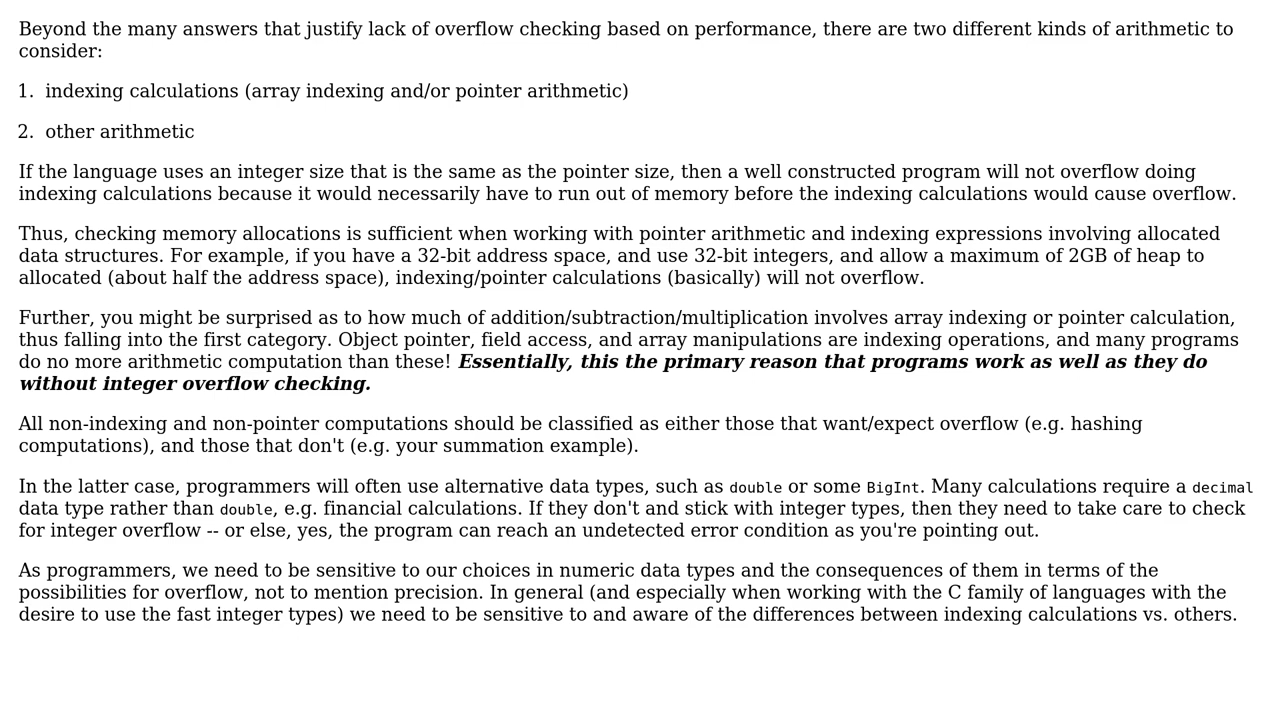 Beyond the many answers that justify lack of overflow checking based on performance, there are two different kinds of arithmetic to
consider:
1. indexing calculations (array indexing and/or pointer arithmetic)
2. other arithmetic
If the language uses an integer size that is the same as the pointer size, then a well constructed program will not overflow doing
indexing calculations because it would necessarily have to run out of memory before the indexing calculations would cause overflow.
Thus, checking memory allocations is sufficient when working with pointer arithmetic and indexing expressions involving allocated
data structures. For example, if you have a 32-bit address space, and use 32-bit integers, and allow a maximum of 2GB of heap to
allocated (about half the address space), indexing/pointer calculations (basically) will not overflow.
Further, you might be surprised as to how much of addition/subtraction/multiplication involves array indexing or pointer calculation,
thus falling into the first category. Object pointer, field access, and array manipulations are indexing operations, and many programs
do no more arithmetic computation than these! Essentially, this the primary reason that programs work as well as they do
without integer overflow checking.
All non-indexing and non-pointer computations should be classified as either those that want/expect overflow (e.g. hashing
computations), and those that don't (e.g. your summation example).
In the latter case, programmers will often use alternative data types, such as double or some BigInt. Many calculations require a decimal
data type rather than double, e.g. financial calculations. If they don't and stick with integer types, then they need to take care to check
for integer overflow -- or else, yes, the program can reach an undetected error condition as you're pointing out.
As programmers, we need to be sensitive to our choices in numeric data types and the consequences of them in terms of the
possibilities for overflow, not to mention precision. In general (and especially when working with the C family of languages with the
desire to use the fast integer types) we need to be sensitive to and aware of the differences between indexing calculations vs. others.